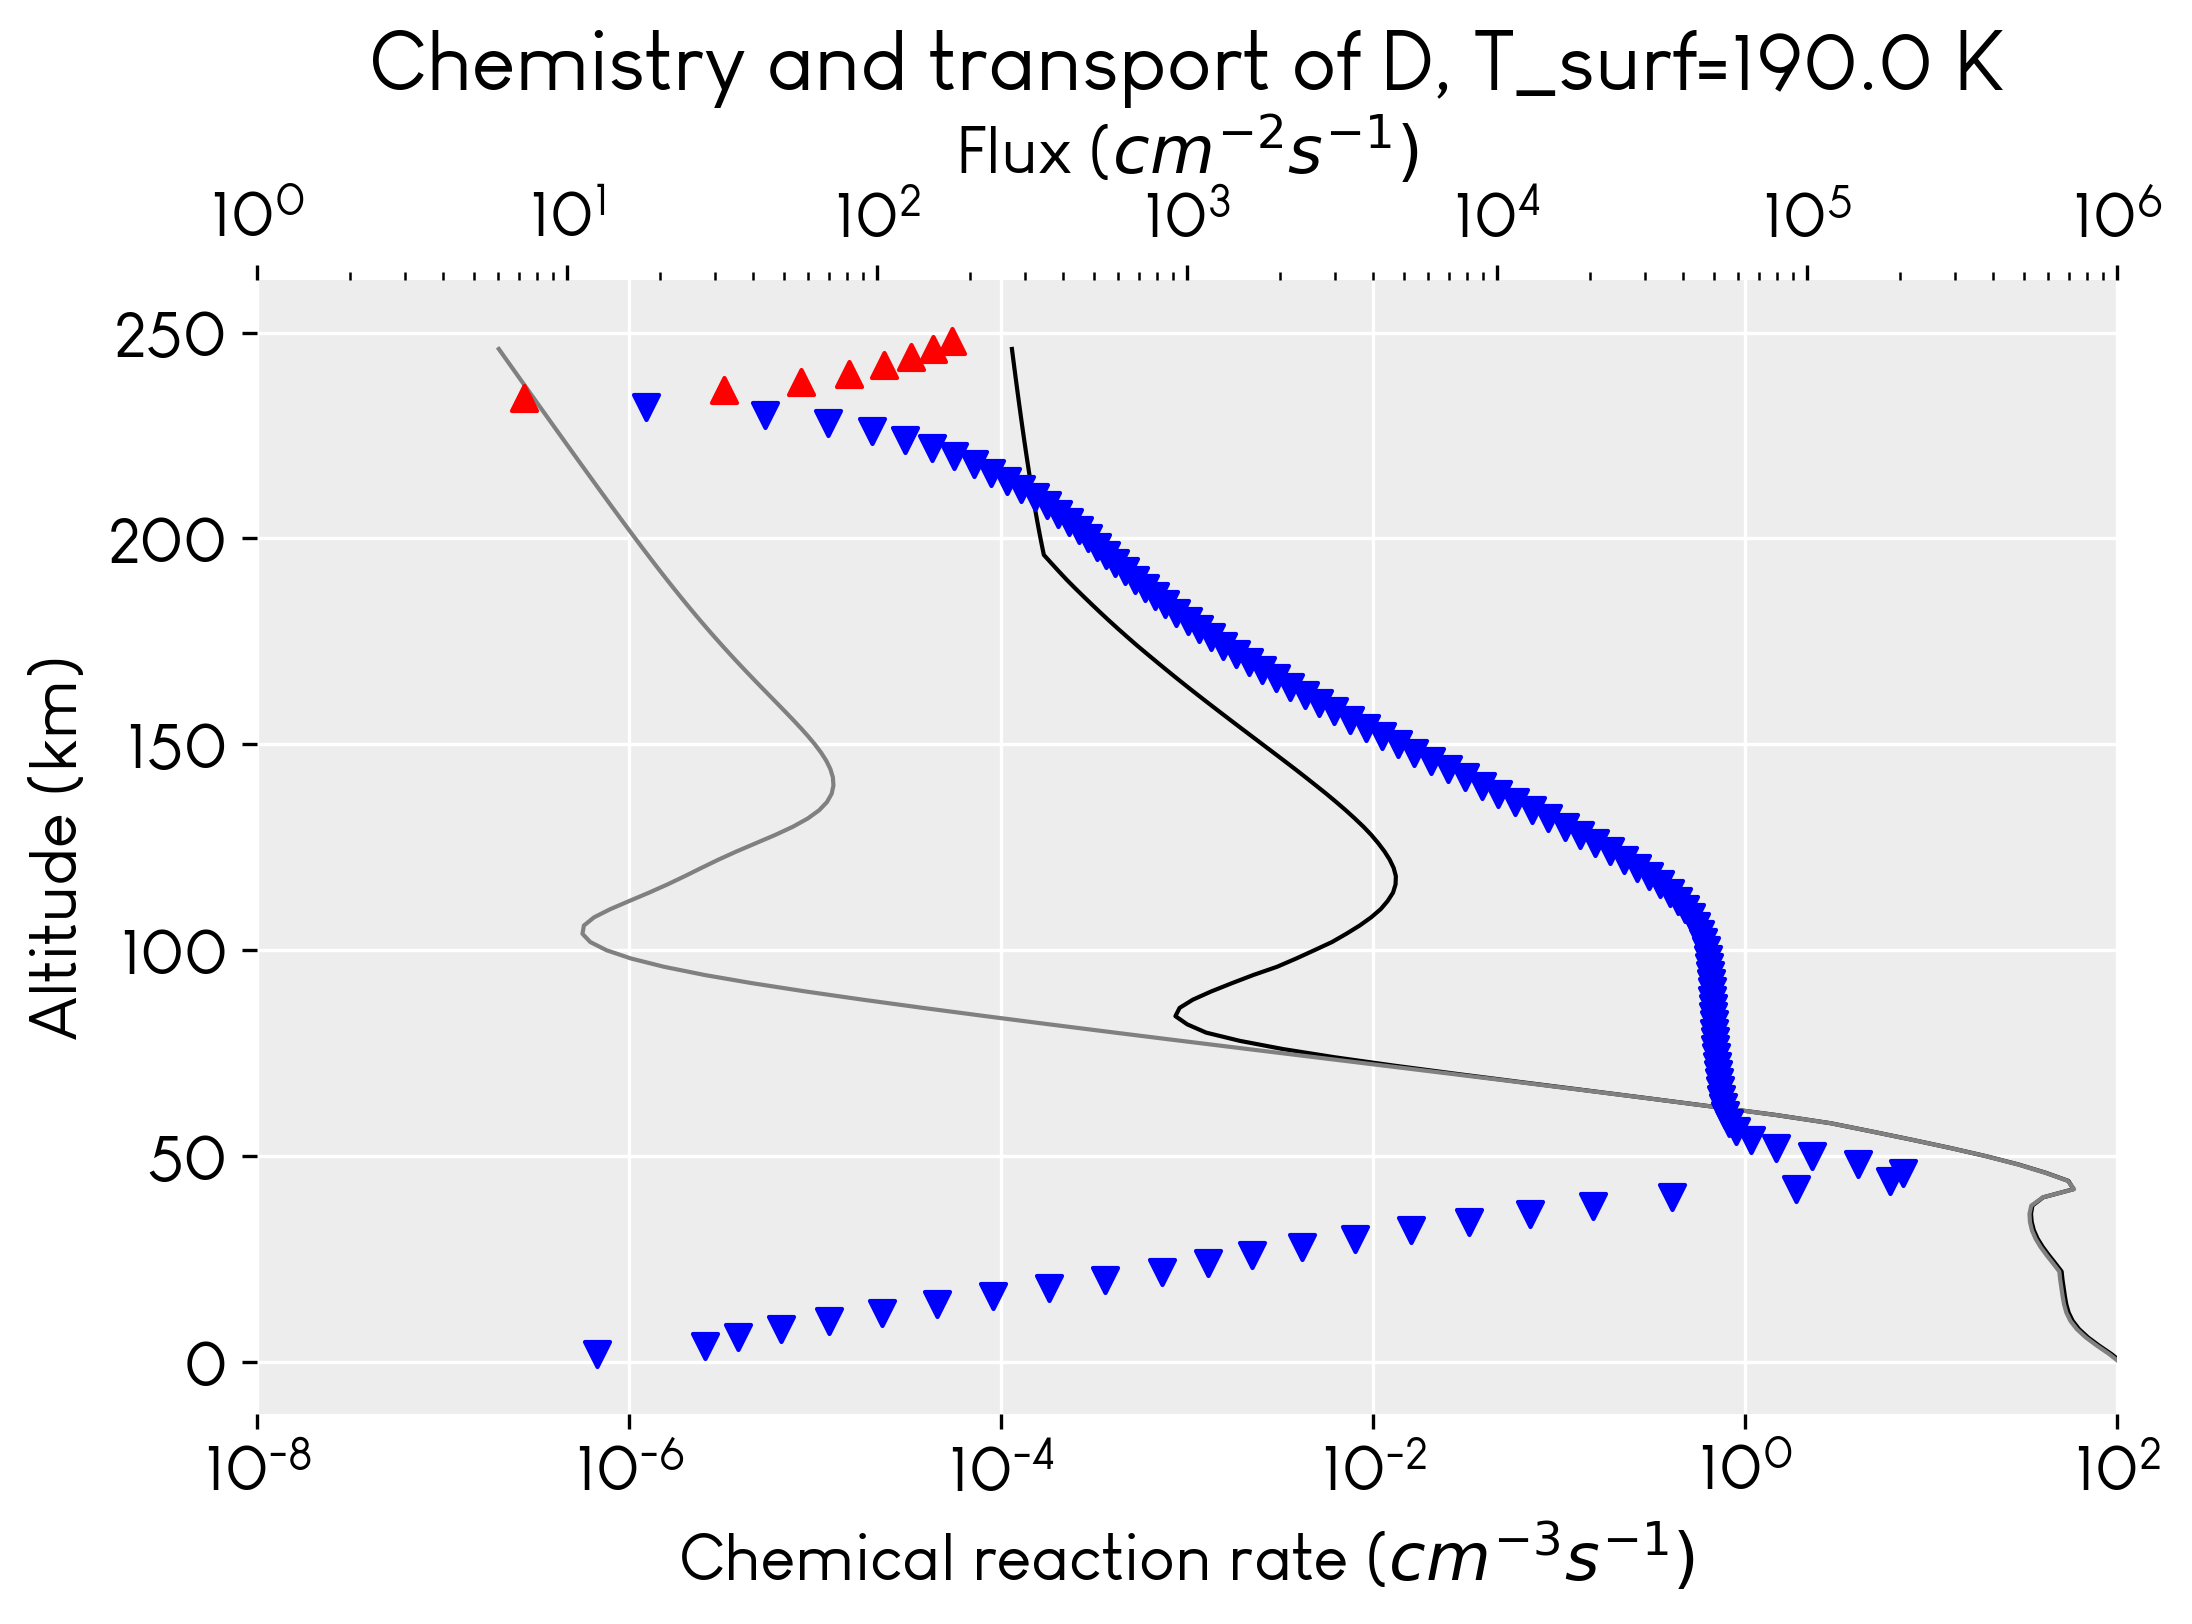 Chemistry and transport of D, T_surf=190.0 K
Flux (cm⁻²s⁻¹)
10⁰ 10¹ 10² 10³ 10⁴ 10⁵ 10⁶
Altitude (km)
250
200
150
100
50
0
10⁻⁸ 10⁻⁶ 10⁻⁴ 10⁻² 10⁰ 10²
Chemical reaction rate (cm⁻³s⁻¹)